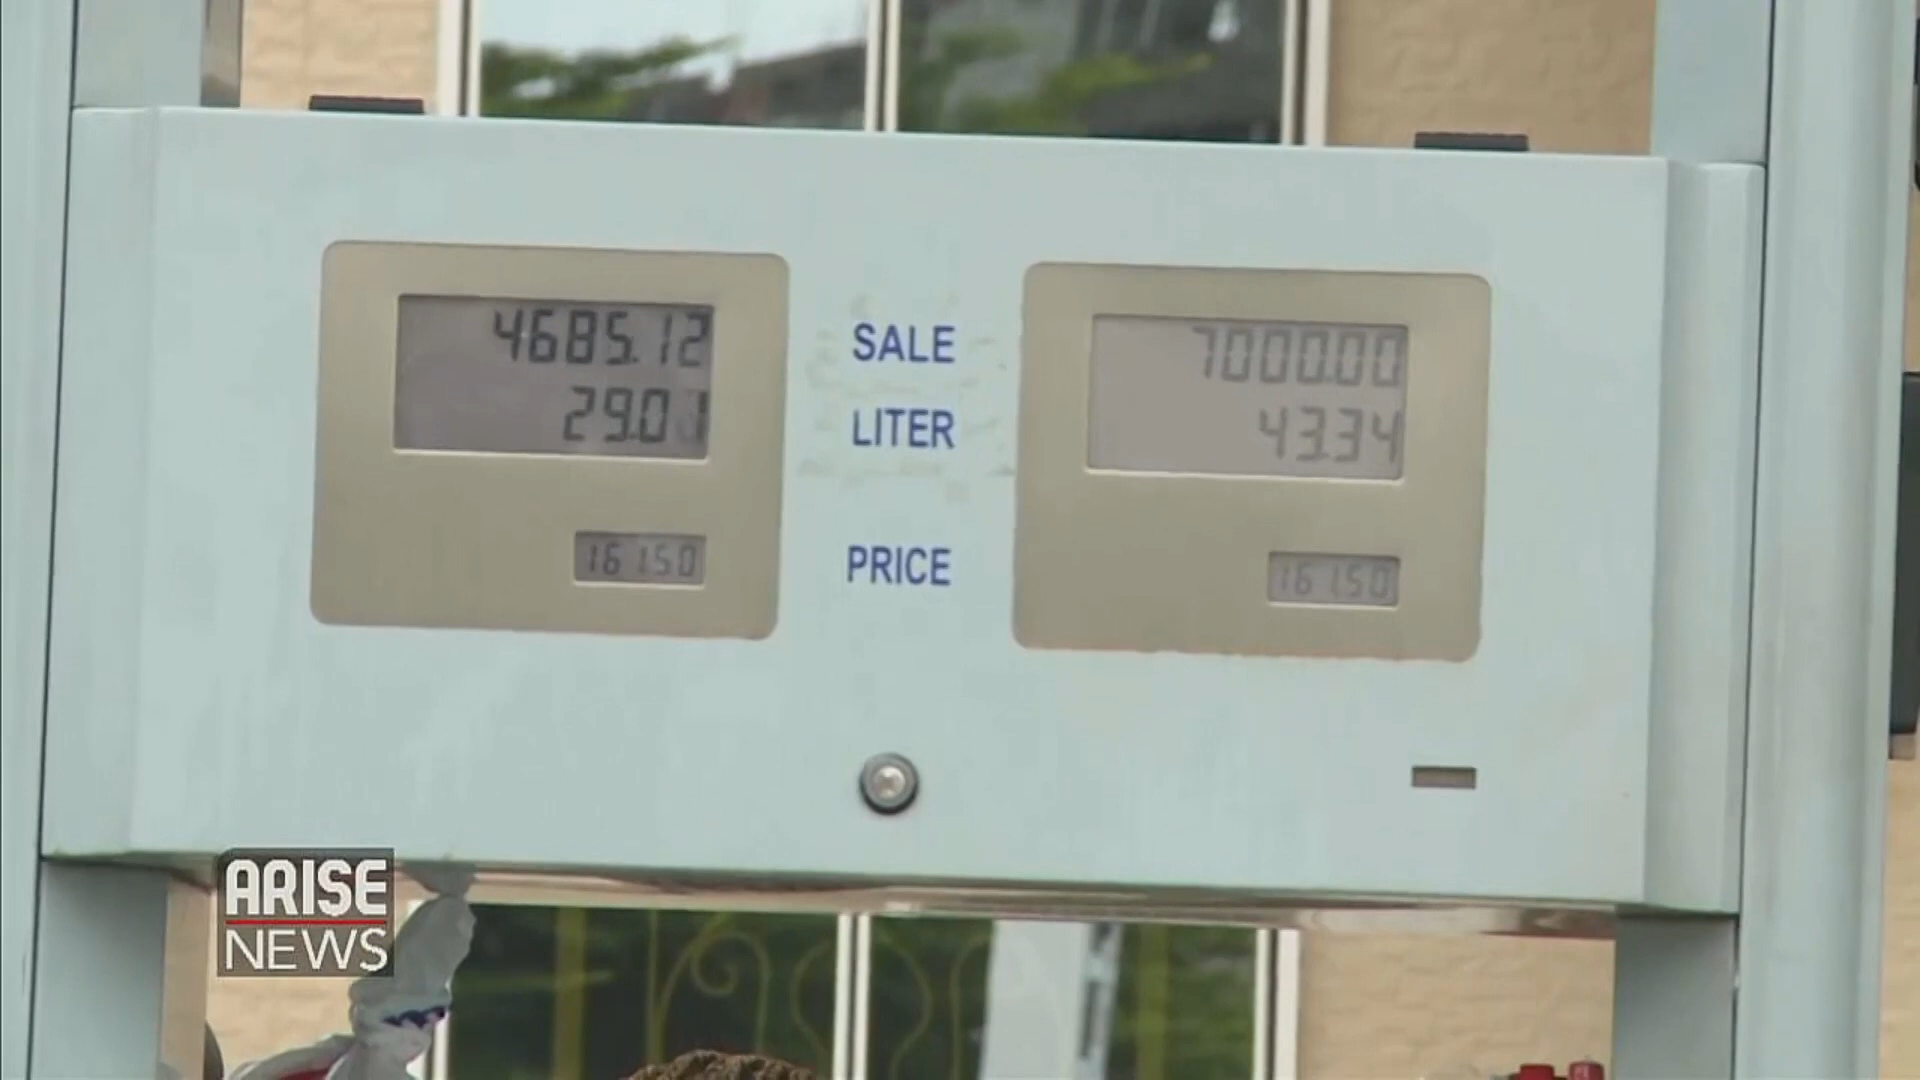 4685.12 SALE 7000.00
29.01 LITER 43.34
161.50 PRICE 161.50
ARISE
NEWS